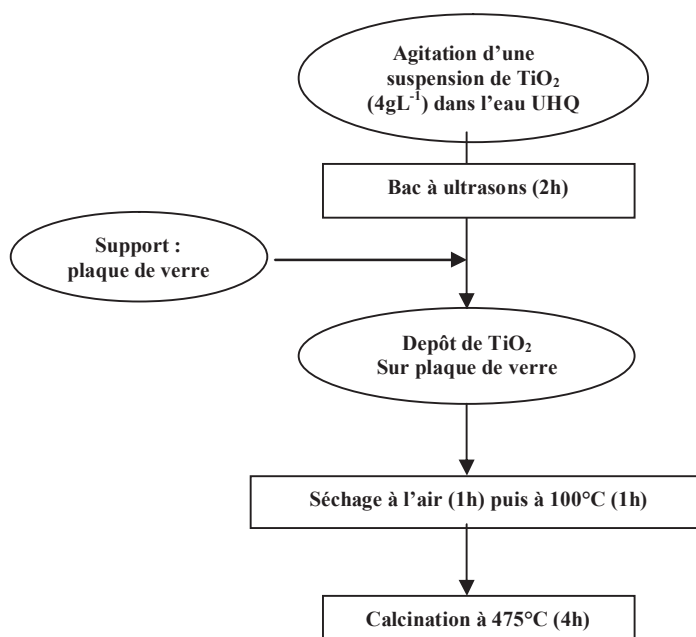 Agitation d’une
suspension de TiO₂
(4gL⁻¹) dans l’eau UHQ
Bac à ultrasons (2h)
Support :
plaque de verre
Depôt de TiO₂
Sur plaque de verre
Séchage à l’air (1h) puis à 100°C (1h)
Calcination à 475°C (4h)